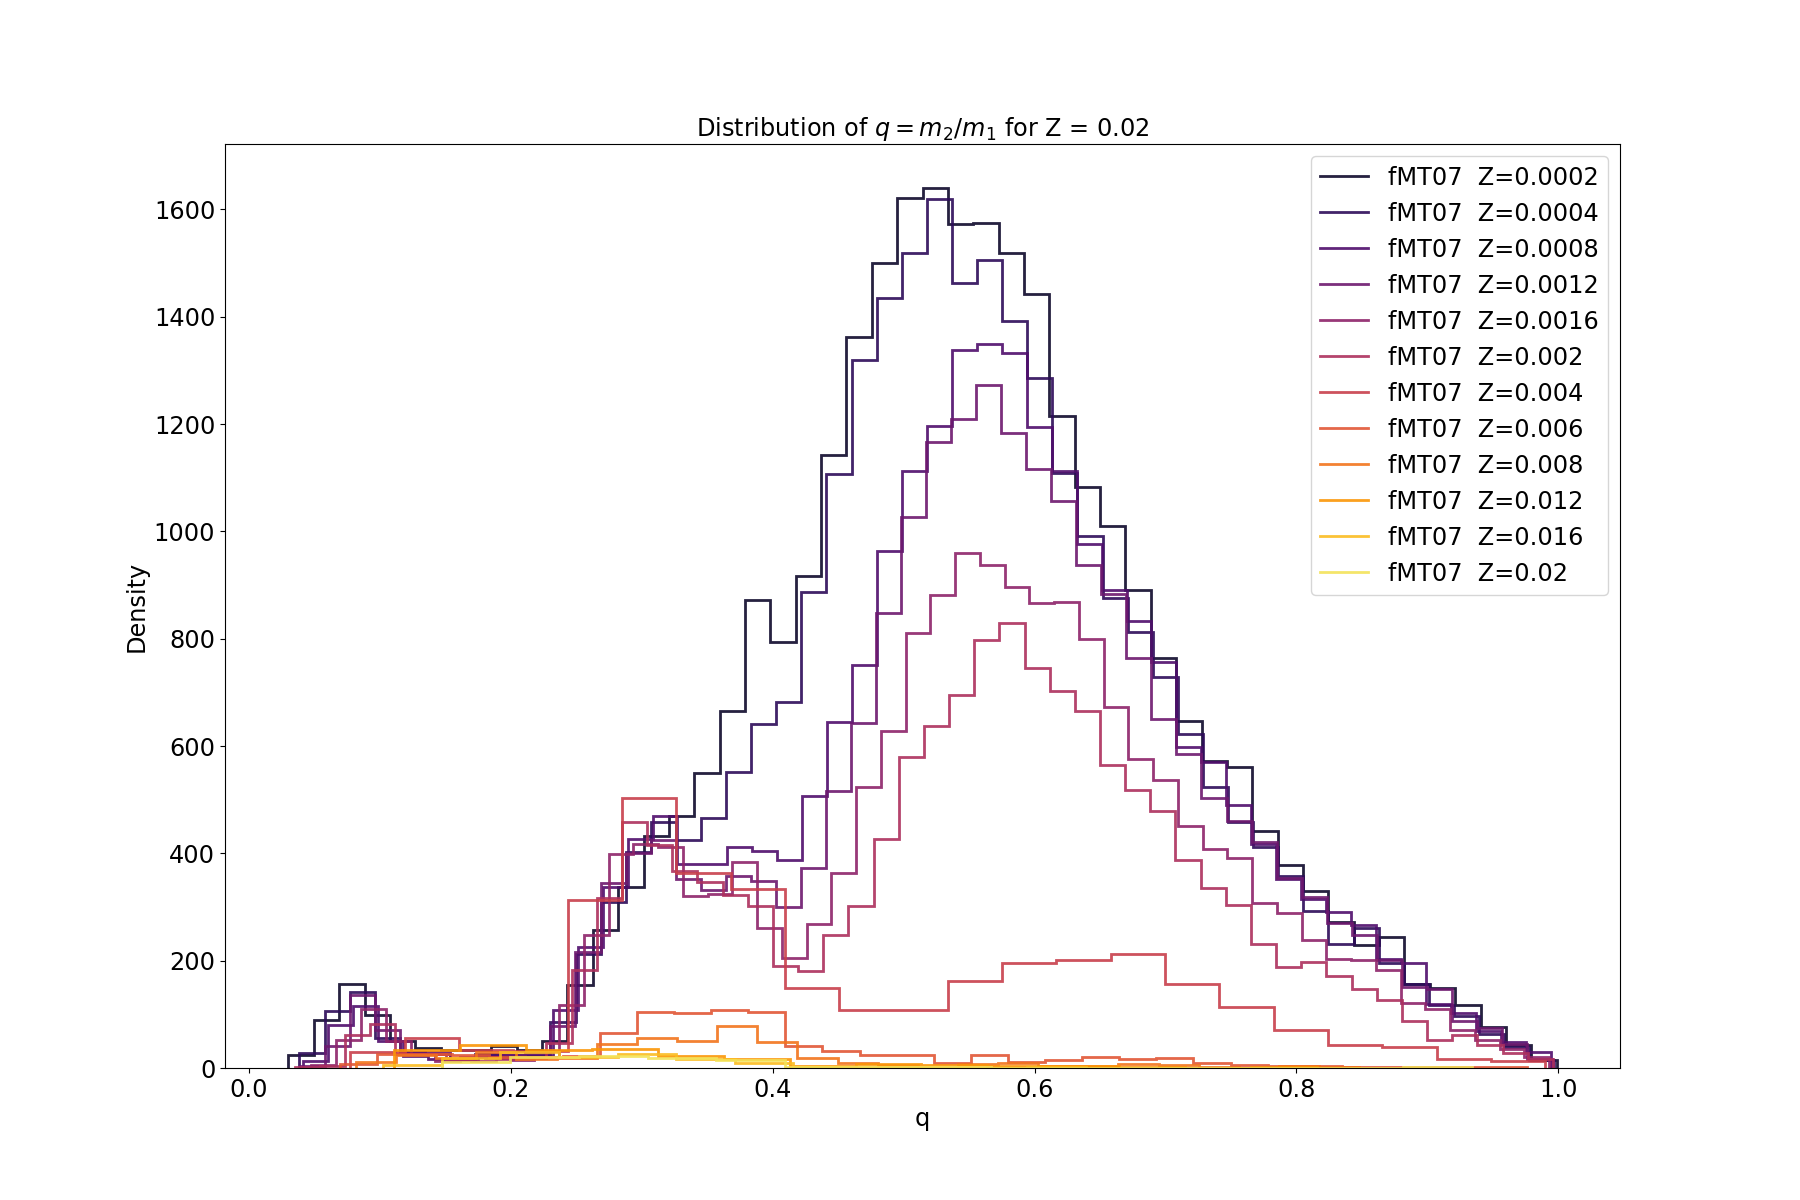 Distribution of q = m₂/m₁ for Z = 0.02
fMT07 Z=0.0002
fMT07 Z=0.0004
fMT07 Z=0.0008
fMT07 Z=0.0012
fMT07 Z=0.0016
fMT07 Z=0.002
fMT07 Z=0.004
fMT07 Z=0.006
fMT07 Z=0.008
fMT07 Z=0.012
fMT07 Z=0.016
fMT07 Z=0.02
Density
1600
1400
1200
1000
800
600
400
200
0
0.0 0.2 0.4 0.6 0.8 1.0
q